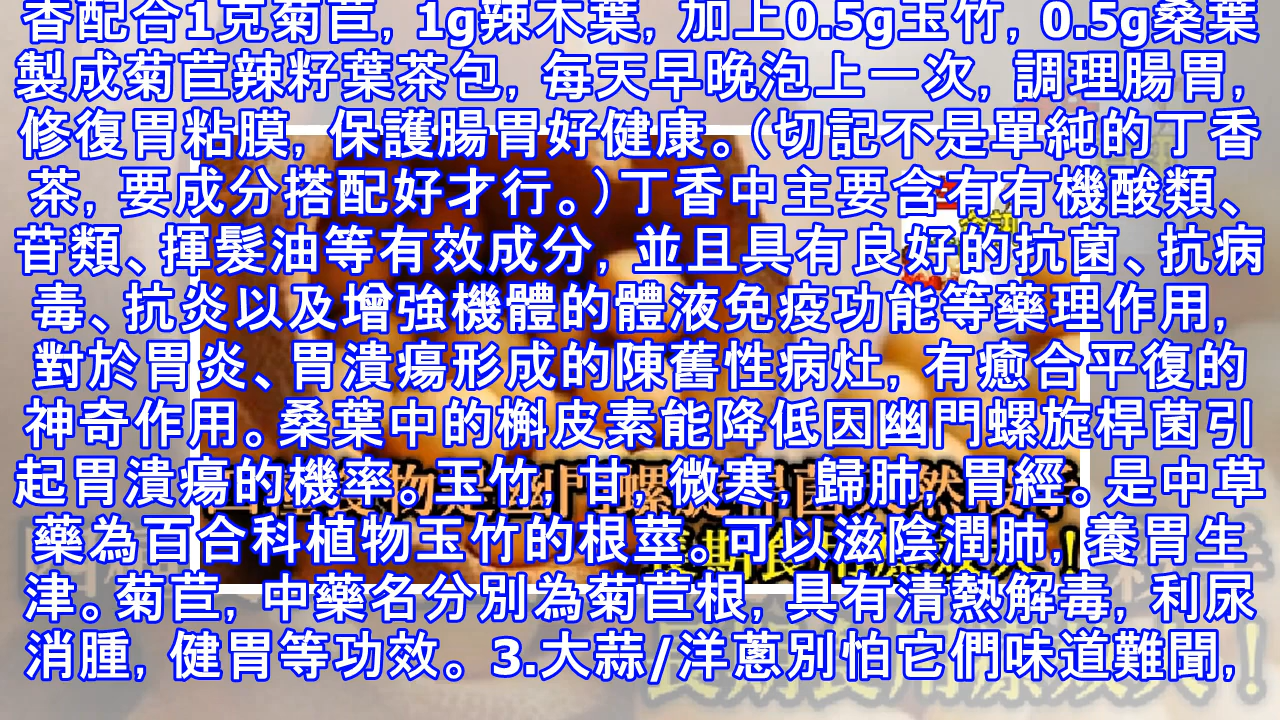 香配合1克菊苣, 1g辣木葉, 加上0.5g玉竹, 0.5g桑葉
製成菊苣辣籽葉茶包, 每天早晚泡上一次, 調理腸胃,
修復胃粘膜, 保護腸胃好健康。(切記不是單純的丁香
茶, 要成分搭配好才行。)丁香中主要含有有機酸類、
苷類、揮髮油等有效成分, 並且具有良好的抗菌、抗病
毒、抗炎以及增強機體的體液免疫功能等藥理作用,
對於胃炎、胃潰瘍形成的陳舊性病灶, 有癒合平復的
神奇作用。桑葉中的槲皮素能降低因幽門螺旋桿菌引
起胃潰瘍的機率。玉竹, 甘, 微寒, 歸肺, 胃經。是中草
藥為百合科植物玉竹的根莖。可以滋陰潤肺, 養胃生
津。菊苣, 中藥名分別為菊苣根, 具有清熱解毒, 利尿
消腫, 健胃等功效。 3.大蒜/洋蔥別怕它們味道難聞,